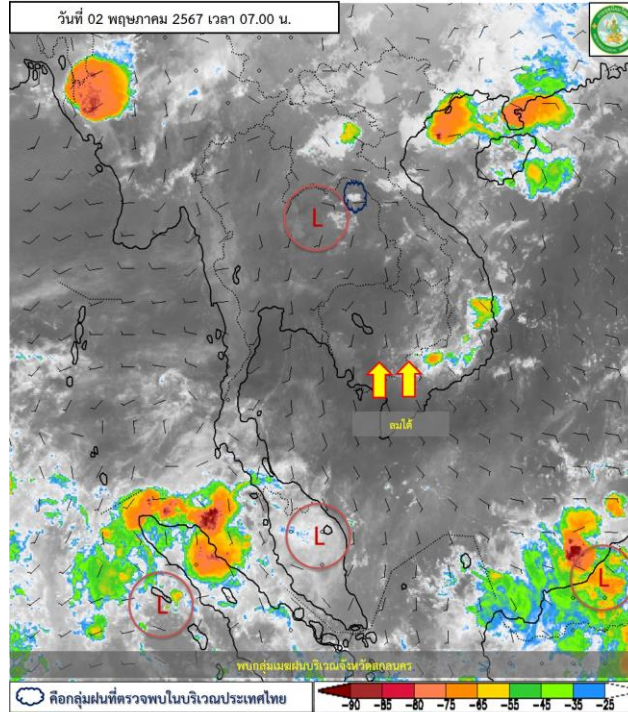 วันที่ 02 พฤษภาคม 2567 เวลา 07.00 น.
L
ลมใต้
L
L
L
พบกลุ่มเมฆฝนบริเวณจังหวัดสกลนคร
คือกลุ่มฝนที่ตรวจพบในบริเวณประเทศไทย
-90 -85 -80 -75 -65 -55 -45 -35 -25